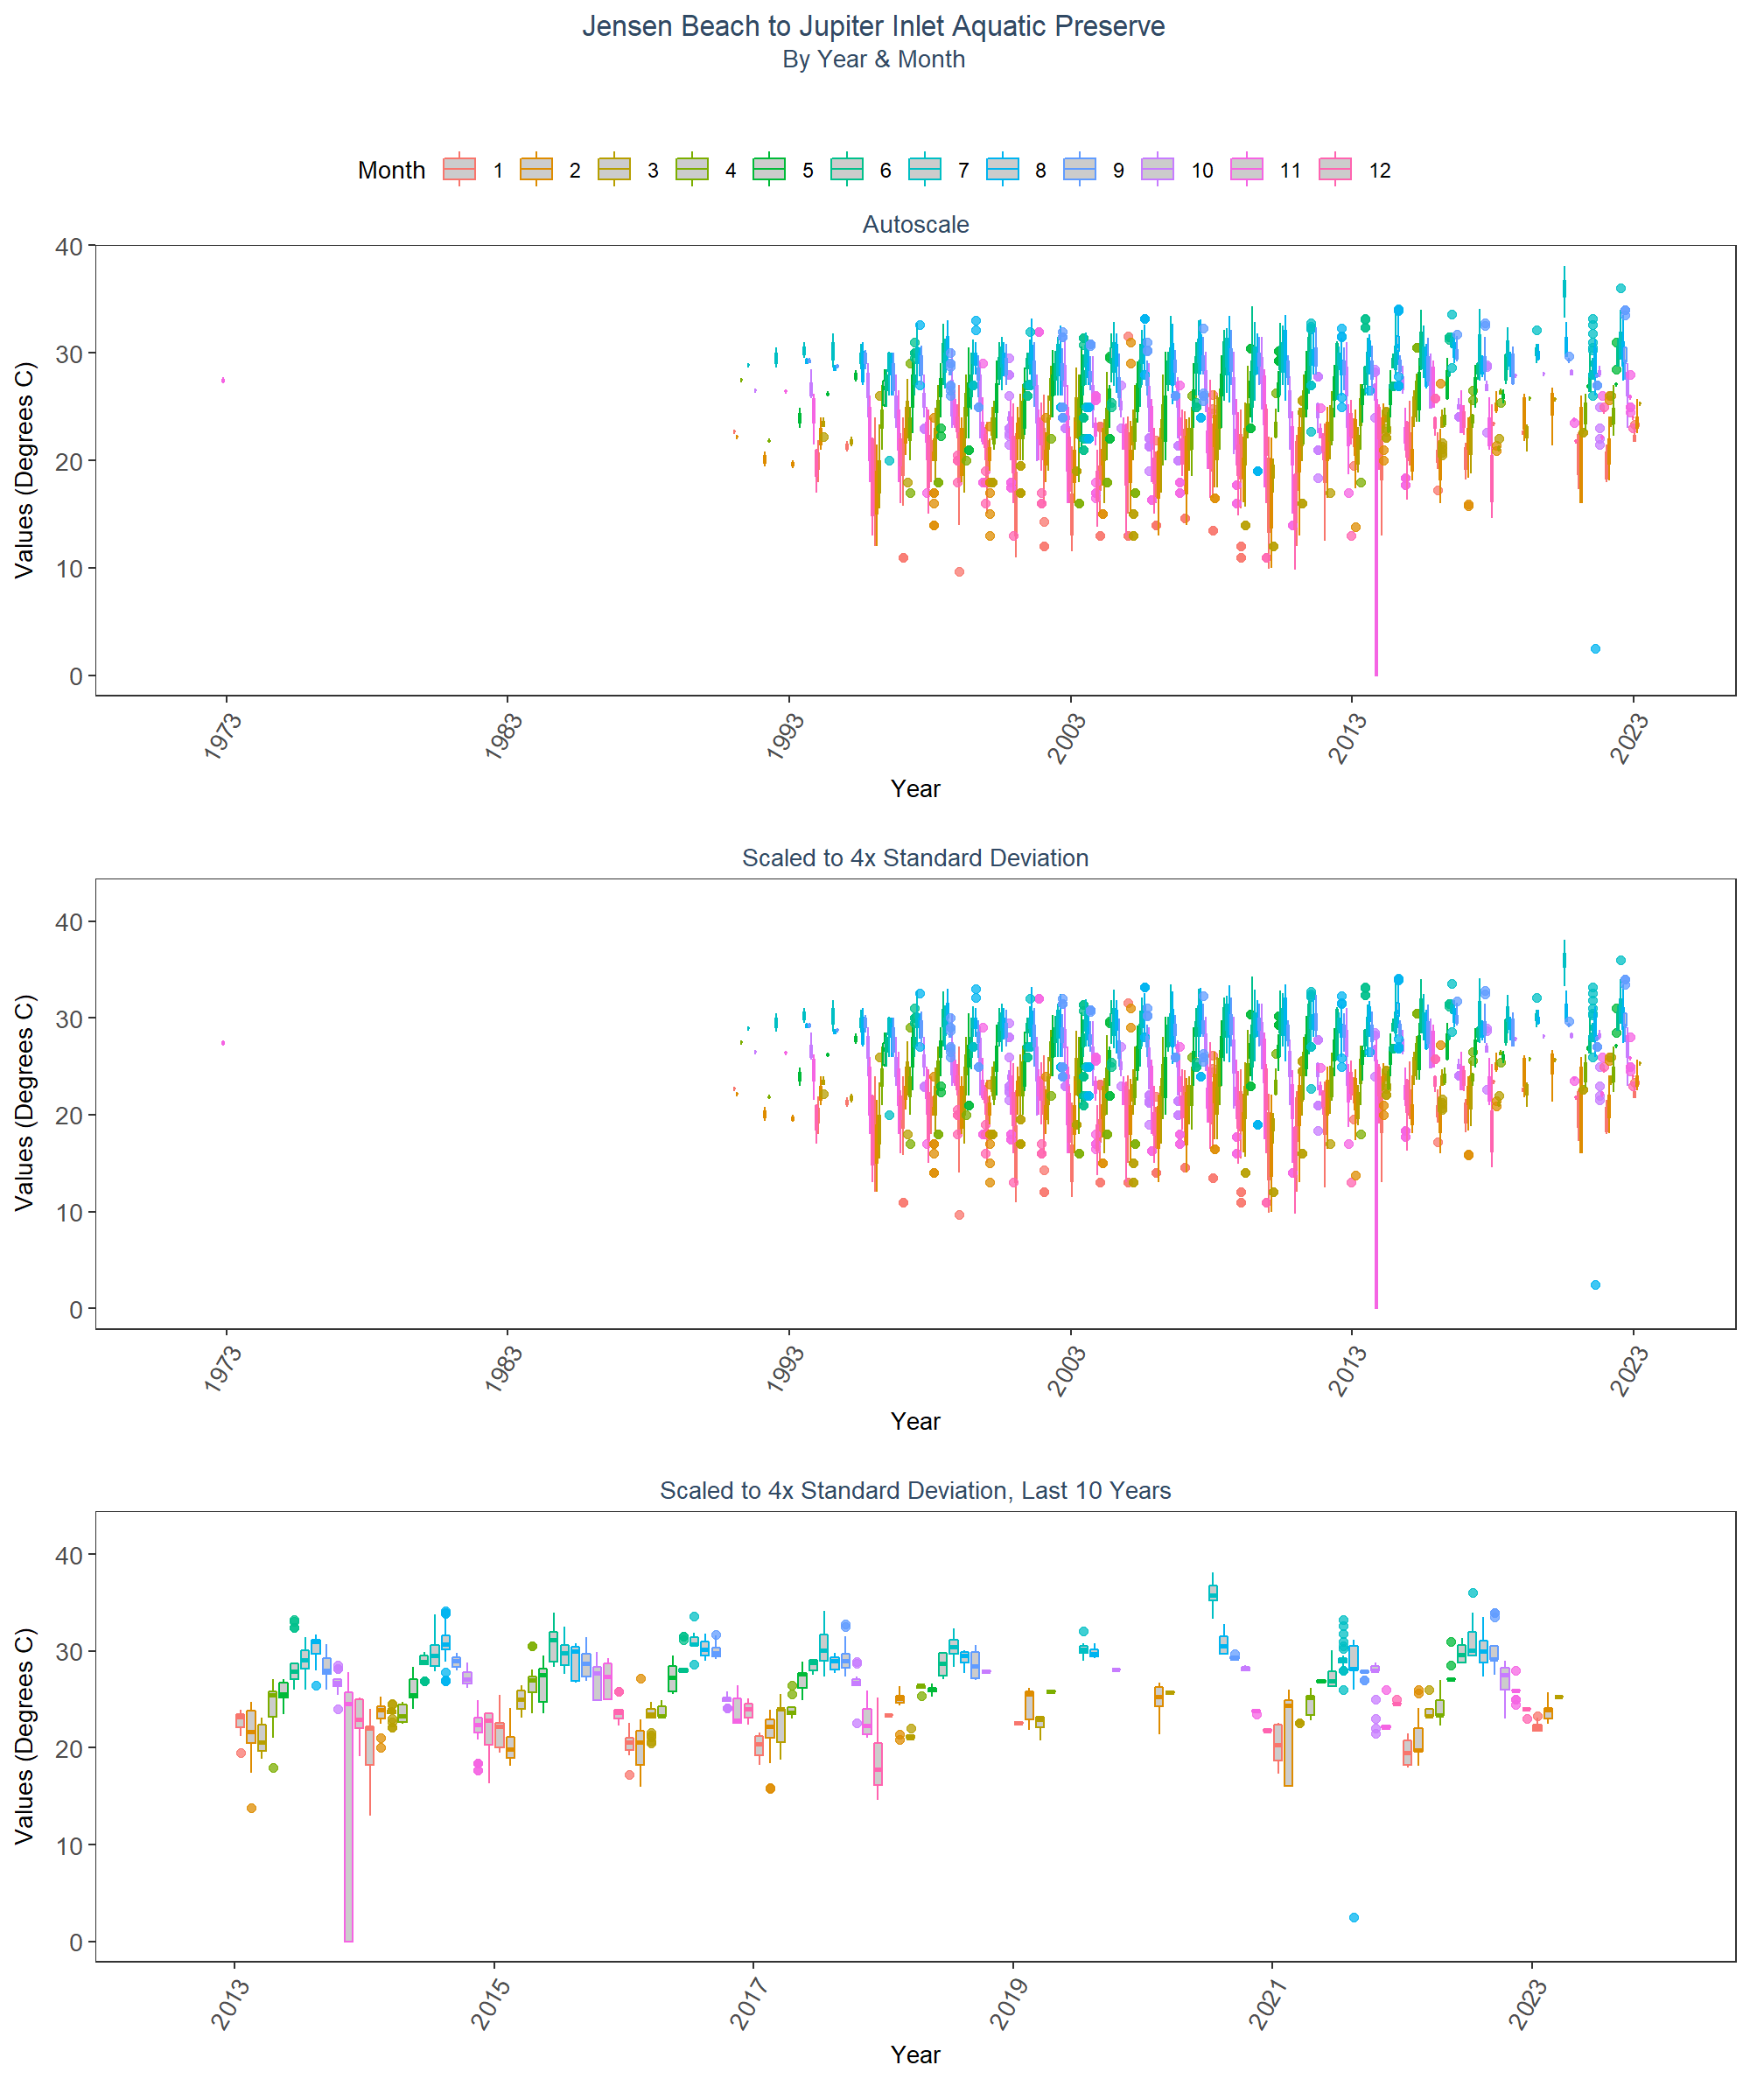 Jensen Beach to Jupiter Inlet Aquatic Preserve
By Year & Month
Month 1 2 3 4 5 6 7 8 9 10 11 12
Autoscale
Values (Degrees C)
40
30
20
10
0
1973 1983 1993 2003 2013 2023
Year
Scaled to 4x Standard Deviation
Values (Degrees C)
40
30
20
10
0
1973 1983 1993 2003 2013 2023
Year
Scaled to 4x Standard Deviation, Last 10 Years
Values (Degrees C)
40
30
20
10
0
2013 2015 2017 2019 2021 2023
Year